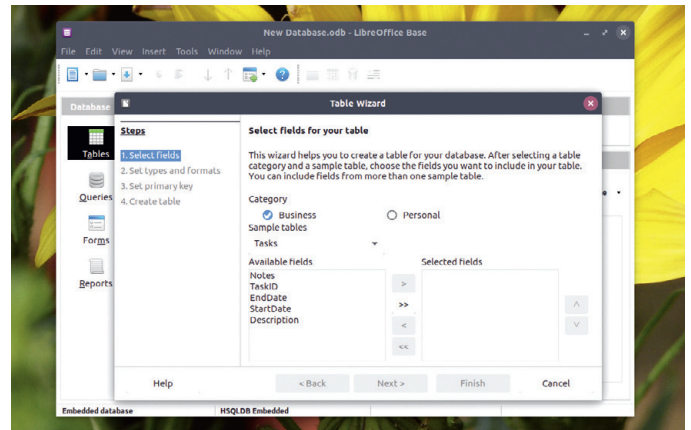 New Database.odb - LibreOffice Base
File Edit View Insert Tools Window Help
Database
Table Wizard
Steps
1. Select fields
2. Set types and formats
3. Set primary key
4. Create table
Select fields for your table
This wizard helps you to create a table for your database. After selecting a table
category and a sample table, choose the fields you want to include in your table.
You can include fields from more than one sample table.
Category
Business Personal
Sample tables
Tasks
Available fields Selected fields
Notes
TaskID
EndDate
StartDate
Description
>
>>
<
<<
Tables
Queries
Forms
Reports
Help < Back Next > Finish Cancel
Embedded database HSQLDB Embedded